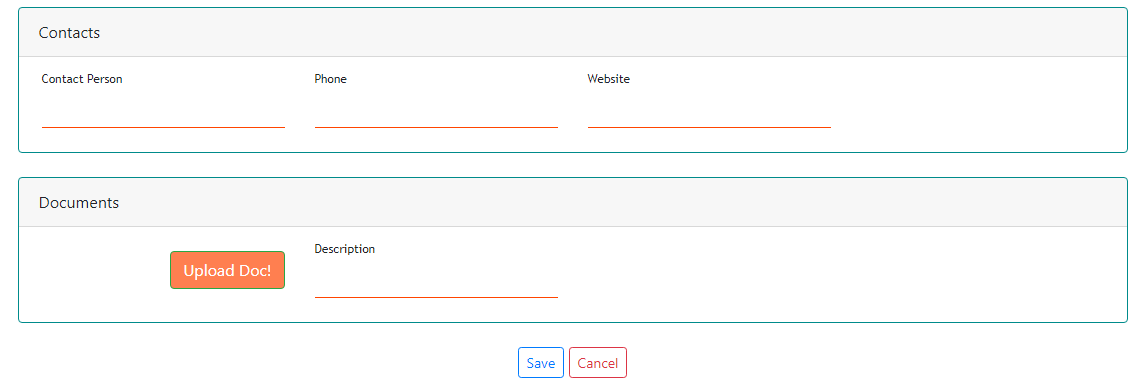 Contacts
Contact Person Phone Website
Documents
Upload Doc! Description
Save Cancel